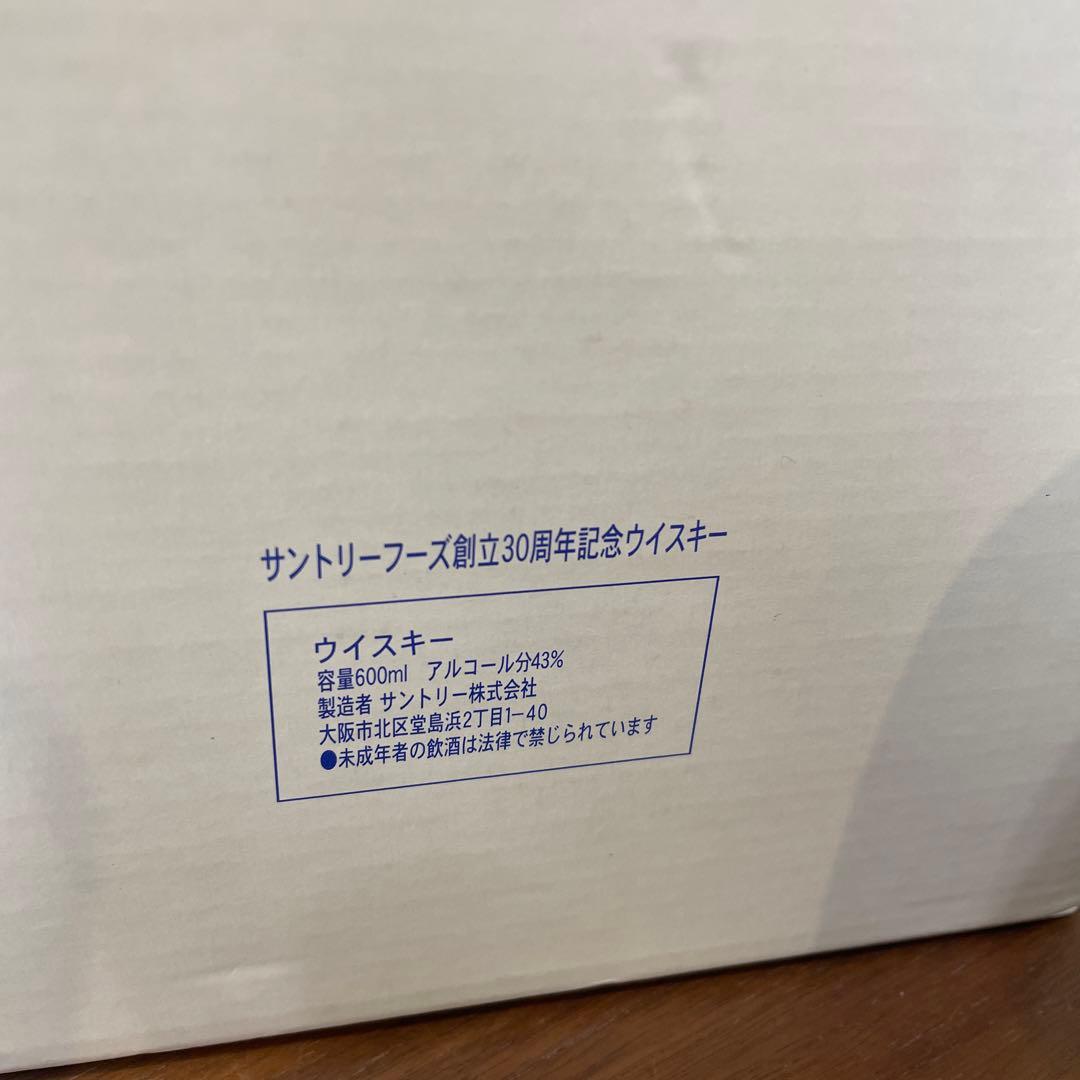 サントリーフーズ創立30周年記念ウイスキー
ウイスキー
容量600ml アルコール分43%
製造者 サントリー株式会社
大阪市北区堂島浜2丁目1-40
●未成年者の飲酒は法律で禁じられています